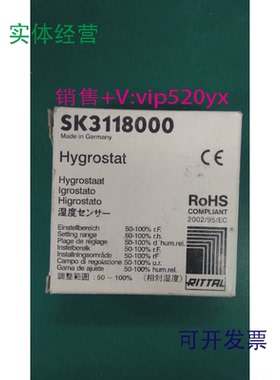 实体经营
销售+V:vip520yx
SK3118000
Made in Germany
Hygrostat
CE
Hygrostaat
Igrostato
Higrostato
湿度センサー
RoHS
COMPLIANT
2002/95/EC
Einstellbereich 50-100% r.F.
Setting range 50-100% r.h.
Plage de réglage 50-100% d'hum.rel.
Instelbereik 50-100% r.F.
Installningsområde 50-100% rF
Campo di regolazione 50-100% u.r.
Gama de ajuste 50-100% hum.rel.
調整範囲:50~100% (相対湿度)
RITTAL
可开发票